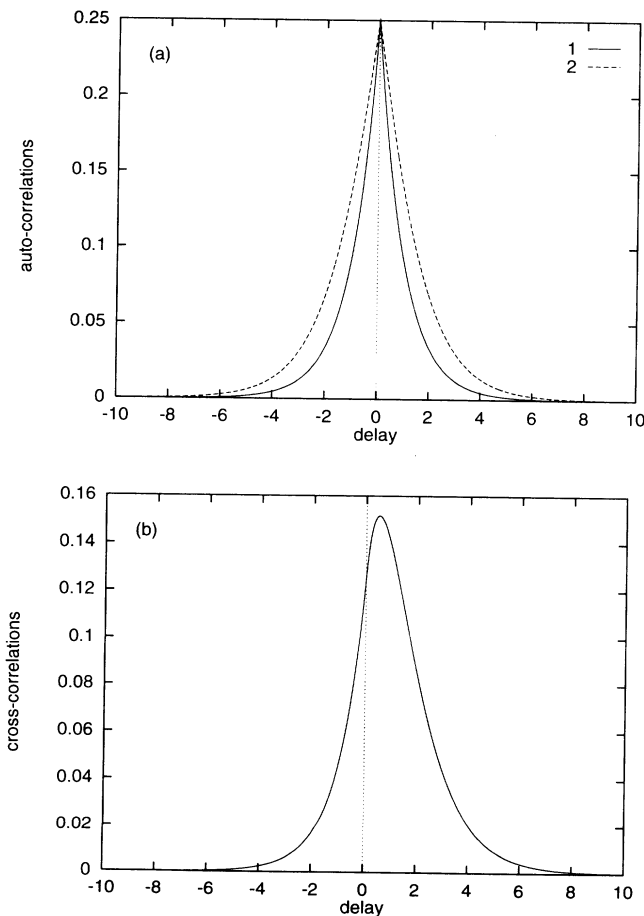 0.25
(a)
1
2
0.2
0.15
auto-correlations
0.1
0.05
0
-10 -8 -6 -4 -2 0 2 4 6 8 10
delay
0.16
(b)
0.14
0.12
0.1
cross-correlations
0.08
0.06
0.04
0.02
0
-10 -8 -6 -4 -2 0 2 4 6 8 10
delay